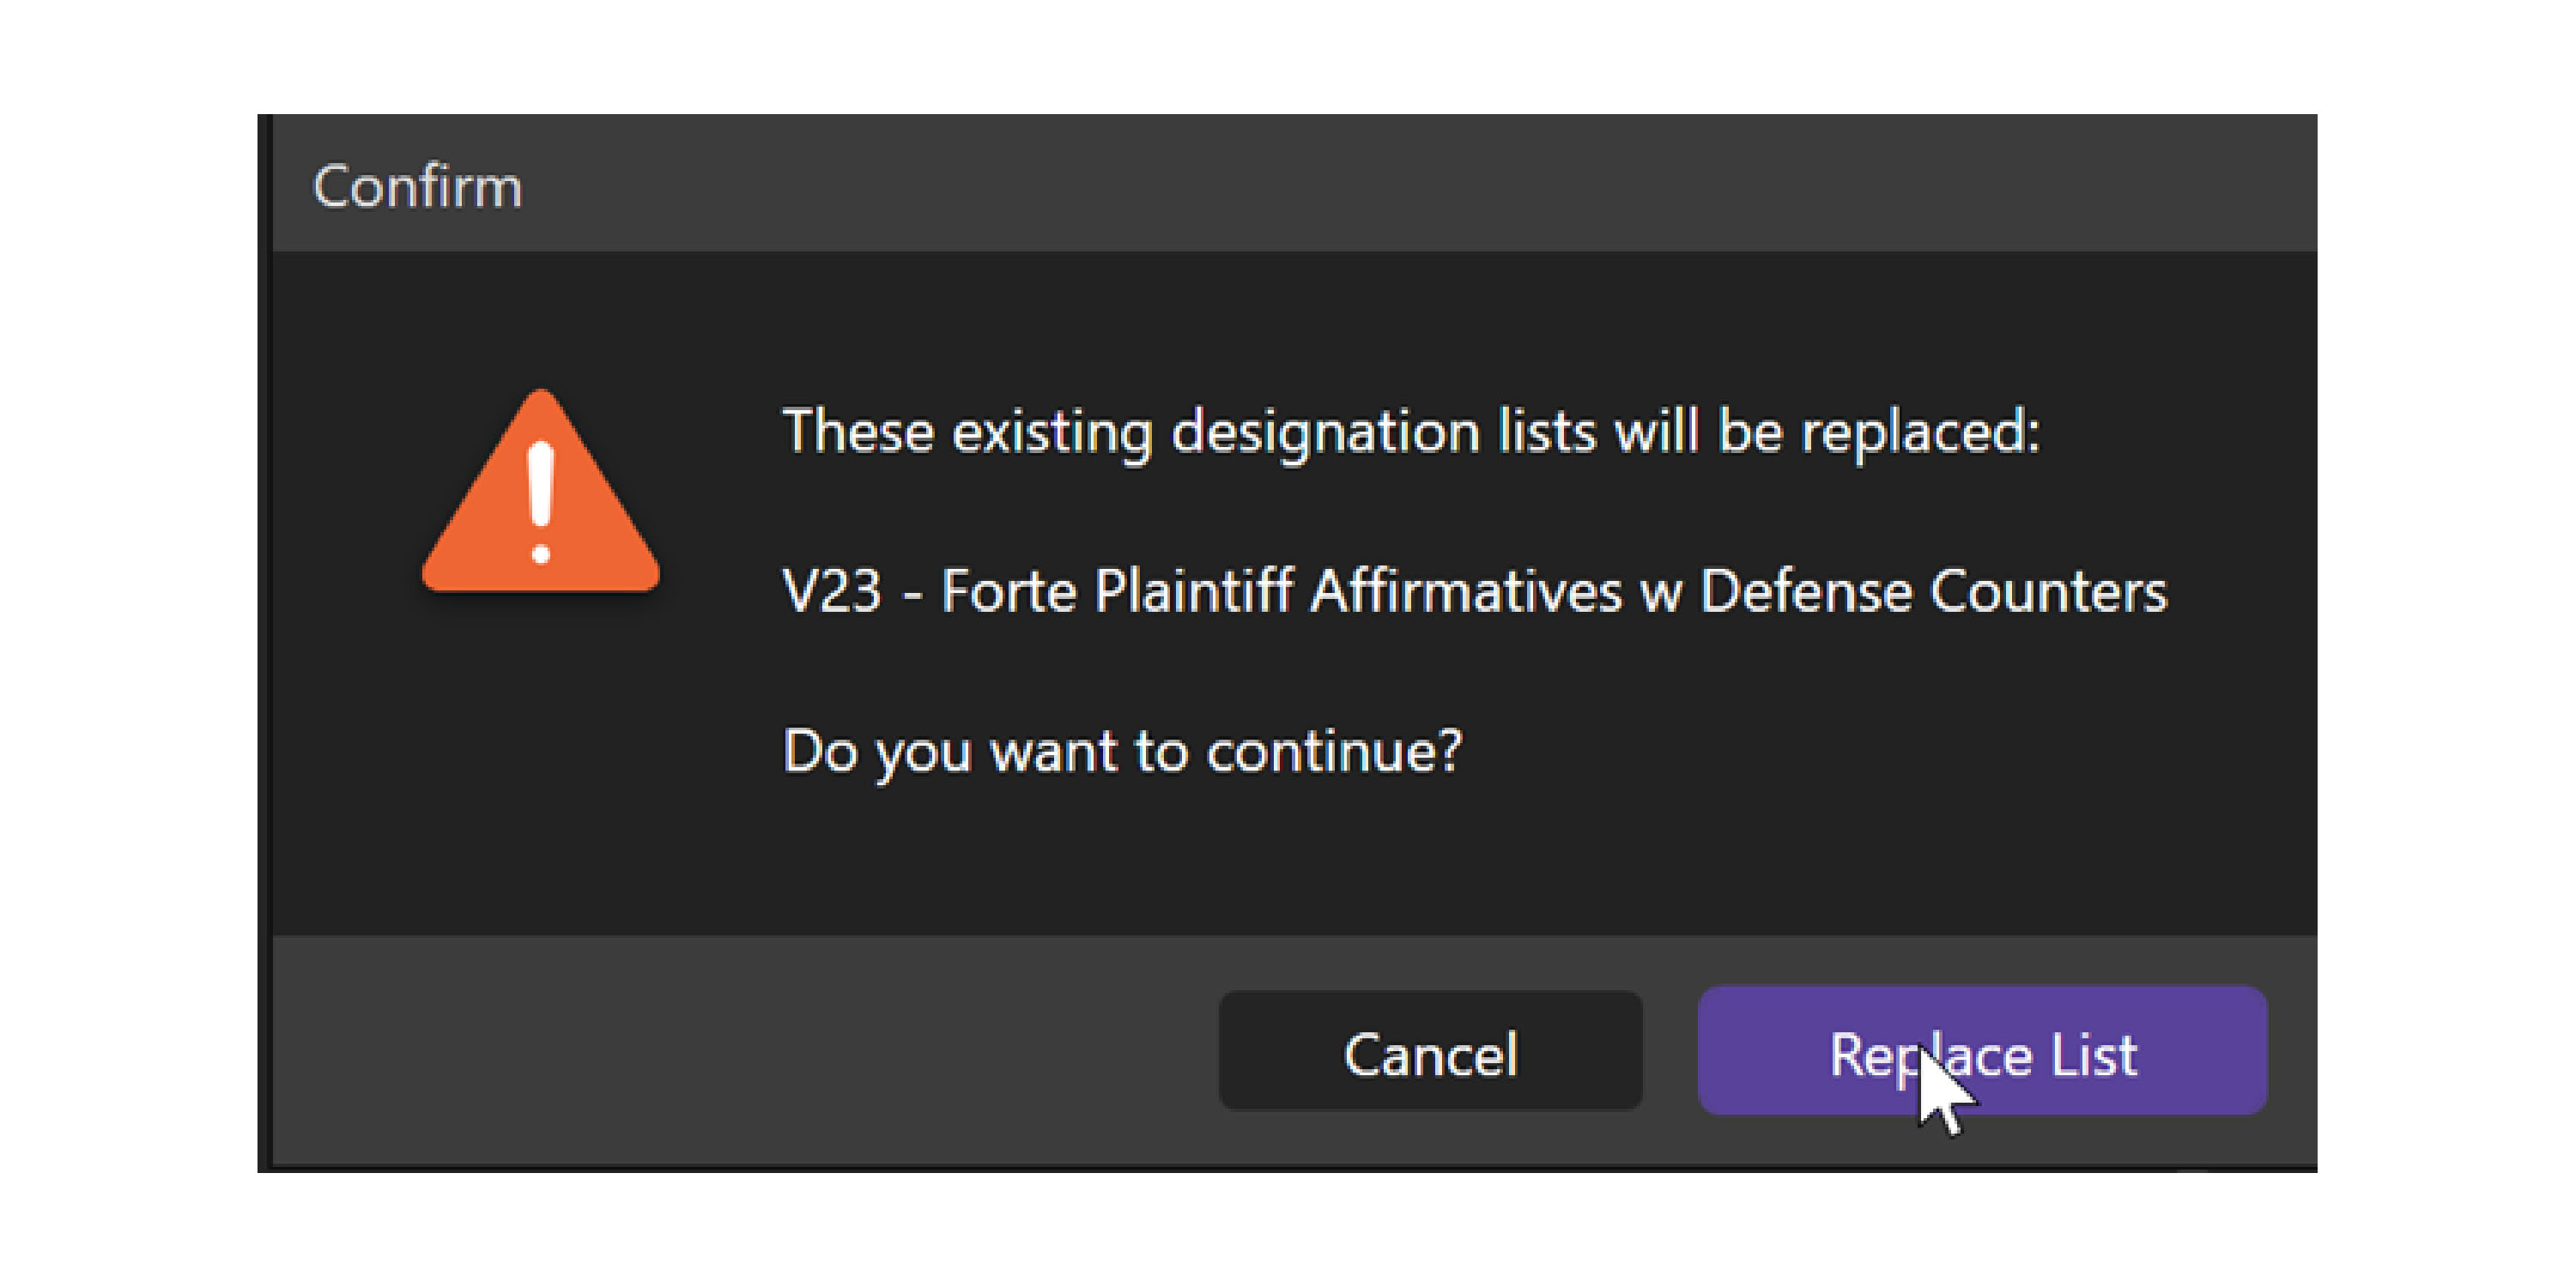 Confirm
These existing designation lists will be replaced:
V23 - Forte Plaintiff Affirmatives w Defense Counters
Do you want to continue?
Cancel
Replace List